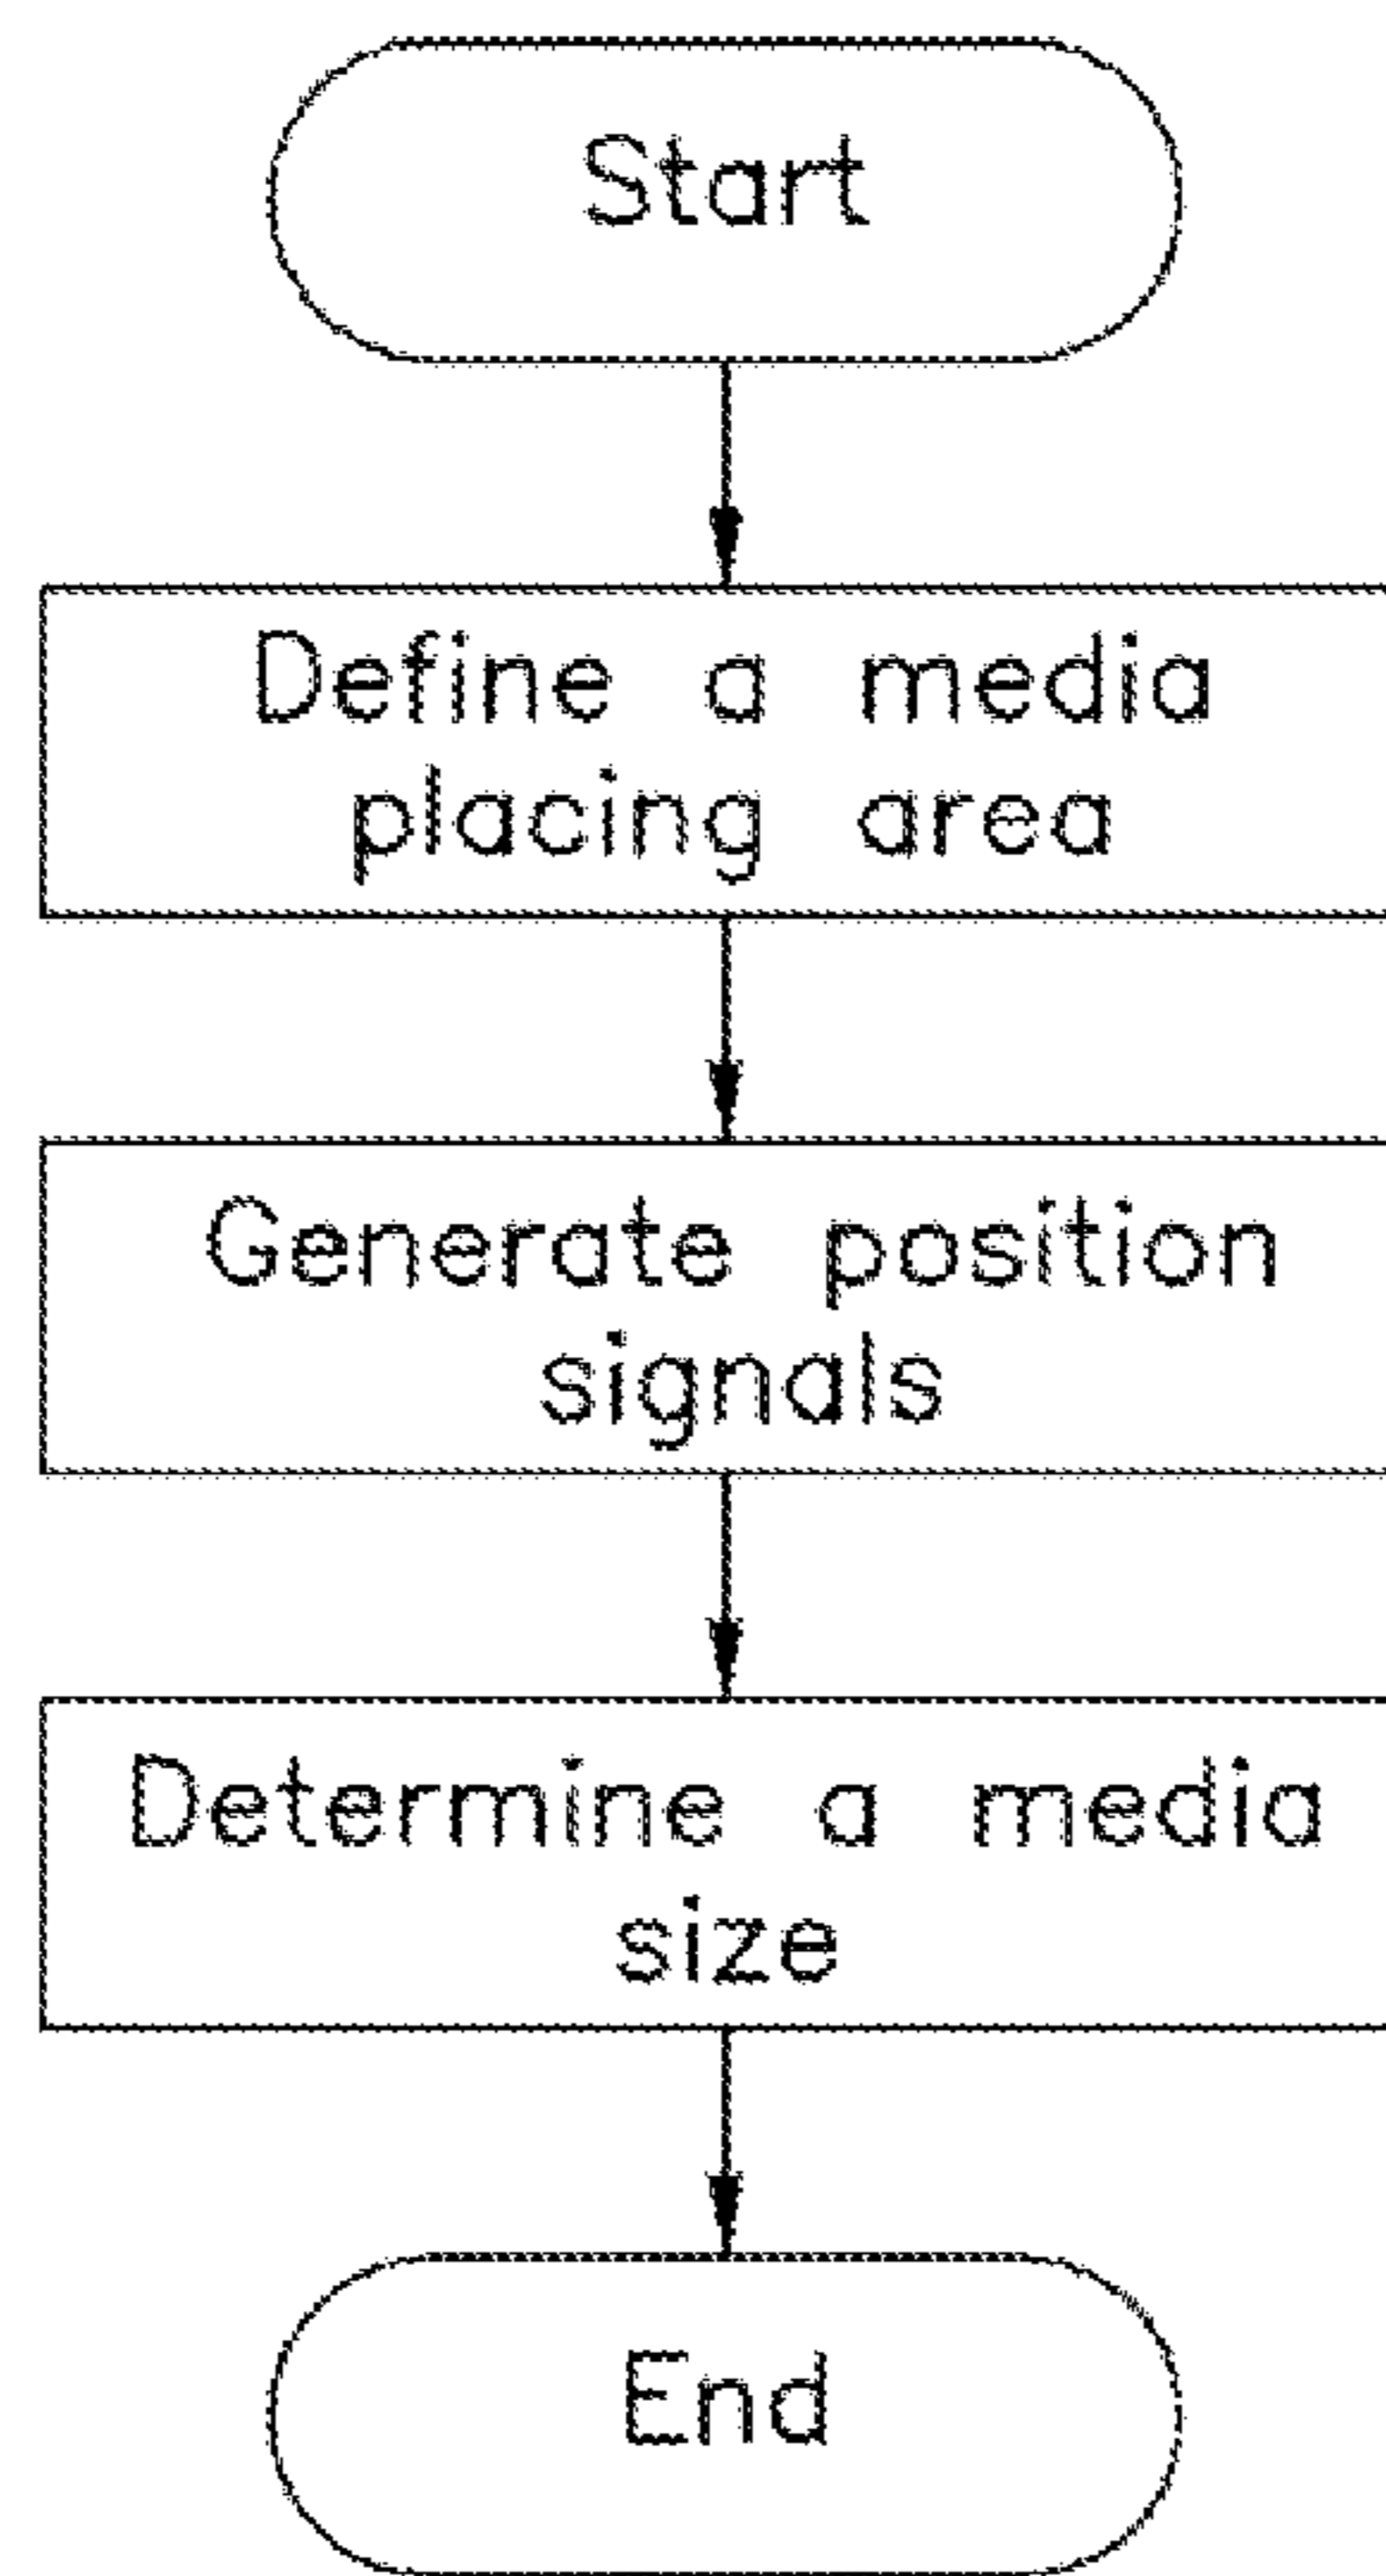 Start
Define a media
placing area
Generate position
signals
Determine a media
size
End